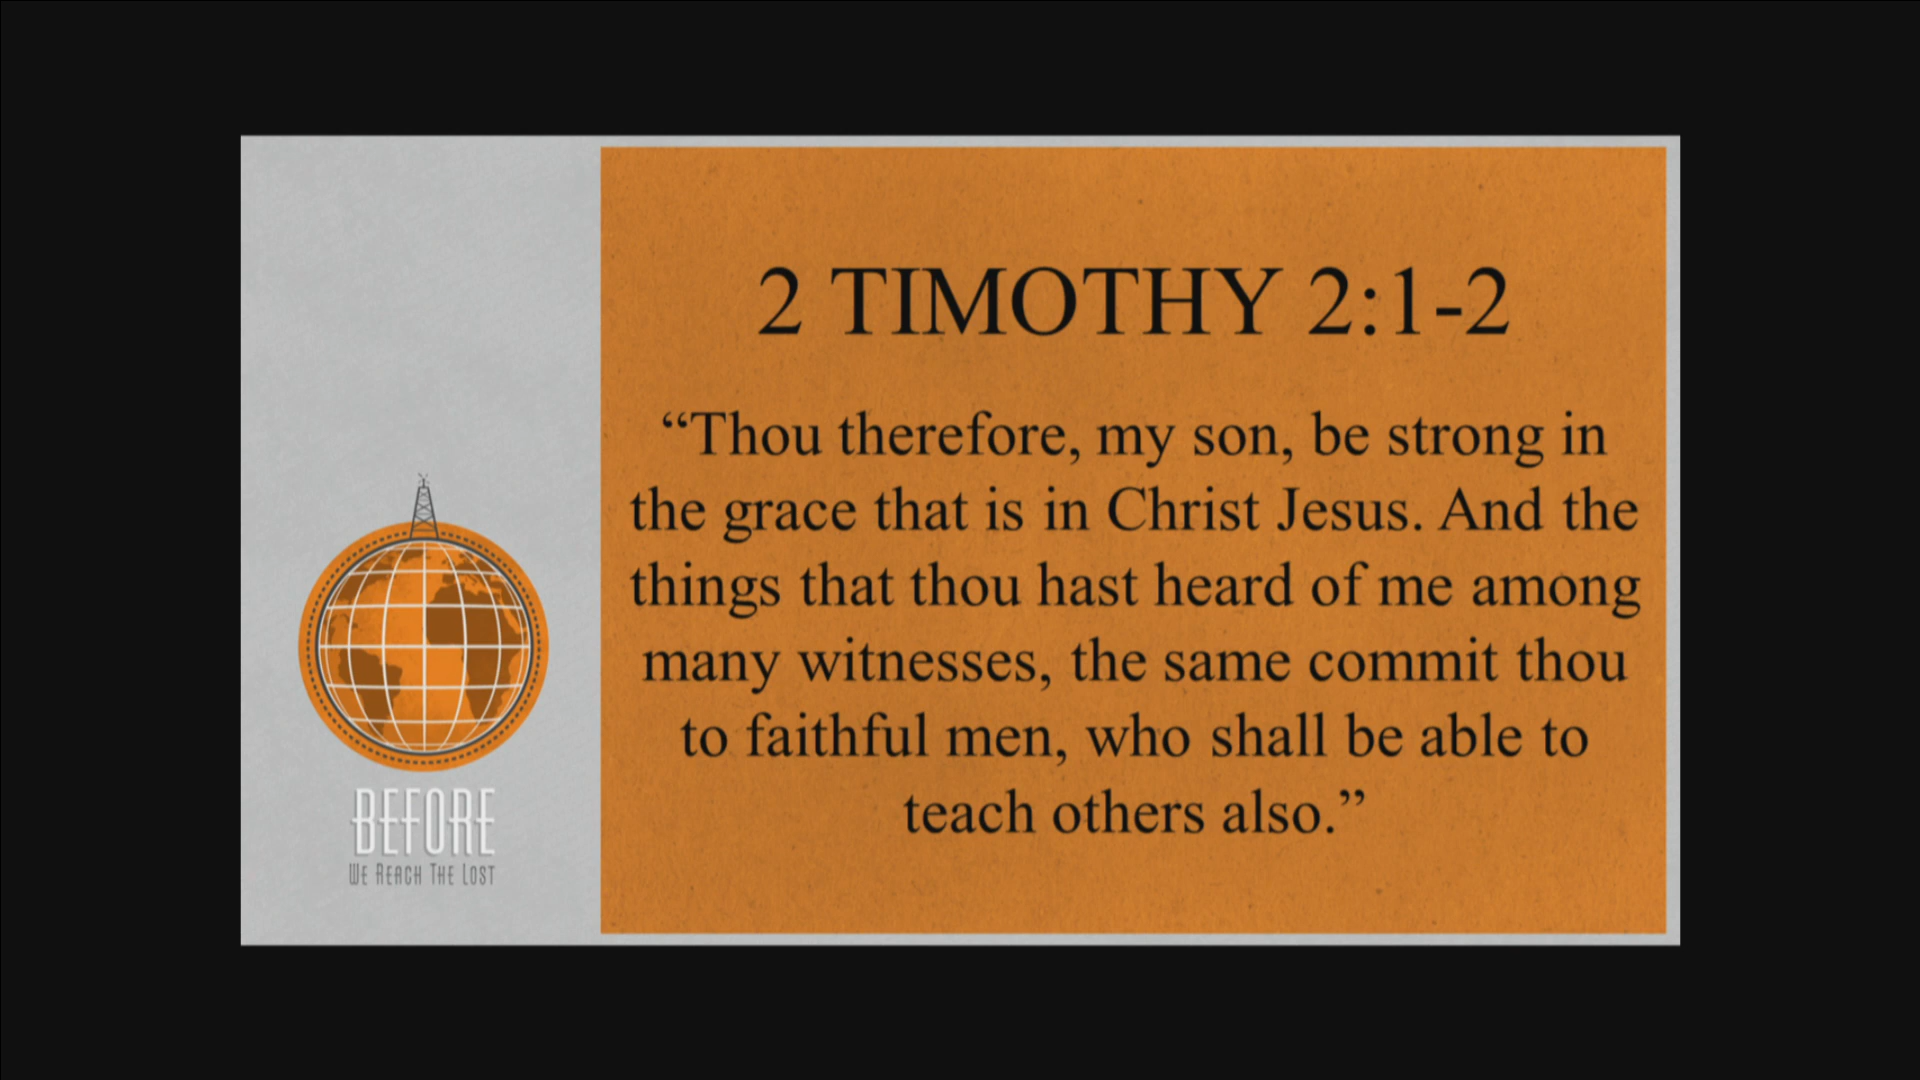 2 TIMOTHY 2:1-2
“Thou therefore, my son, be strong in
the grace that is in Christ Jesus. And the
things that thou hast heard of me among
many witnesses, the same commit thou
to faithful men, who shall be able to
teach others also.”
BEFORE
WE REACH THE LOST